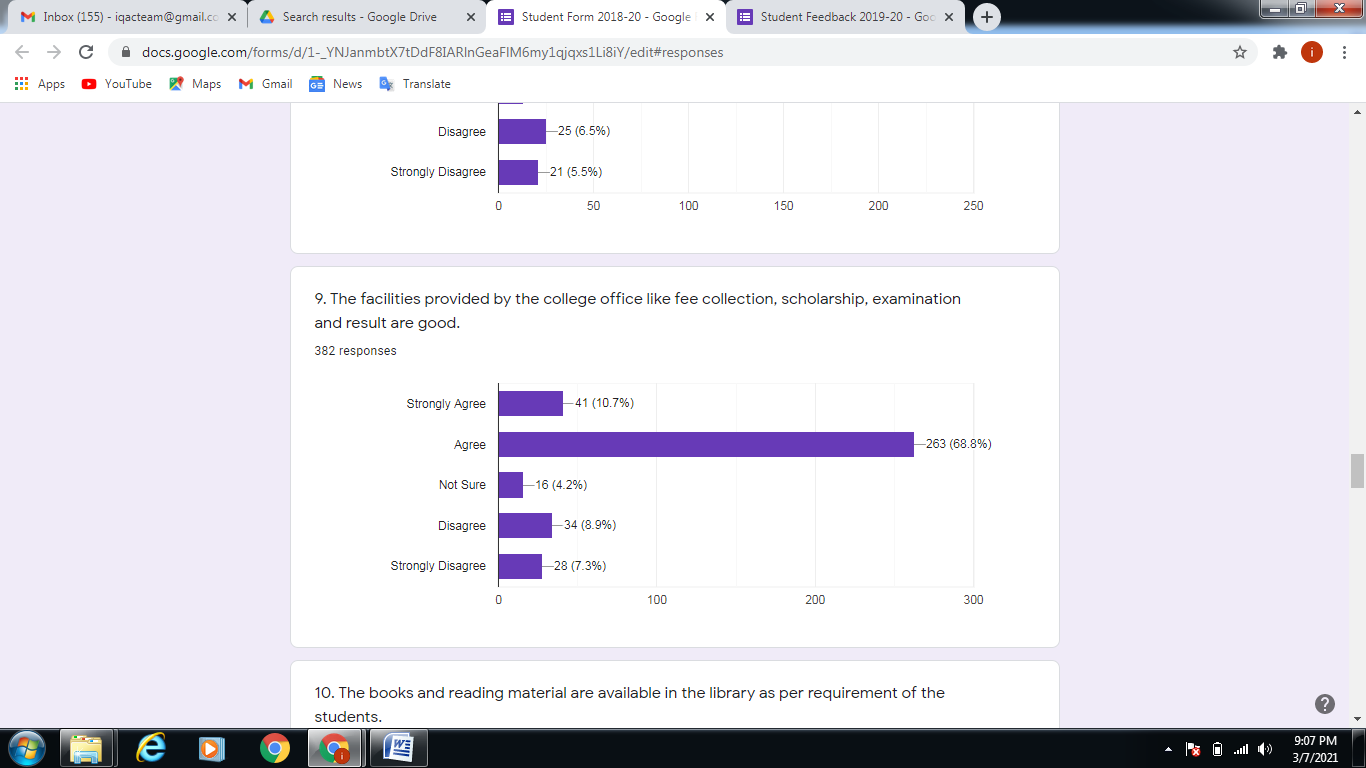 Inbox (155) - iqacteam@gmail.co
Search results - Google Drive
Student Form 2018-20 - Google
Student Feedback 2019-20 - Goo
docs.google.com/forms/d/1-_YNJanmbtX7tDdF8IARlnGeaFIM6my1qjqxs1Li8iY/edit#responses
i
Apps YouTube Maps Gmail News Translate
Disagree 25 (6.5%)
Strongly Disagree 21 (5.5%)
0 50 100 150 200 250
9. The facilities provided by the college office like fee collection, scholarship, examination
and result are good.
382 responses
Strongly Agree 41 (10.7%)
Agree 263 (68.8%)
Not Sure 16 (4.2%)
Disagree 34 (8.9%)
Strongly Disagree 28 (7.3%)
0 100 200 300
10. The books and reading material are available in the library as per requirement of the
students.
9:07 PM
3/7/2021